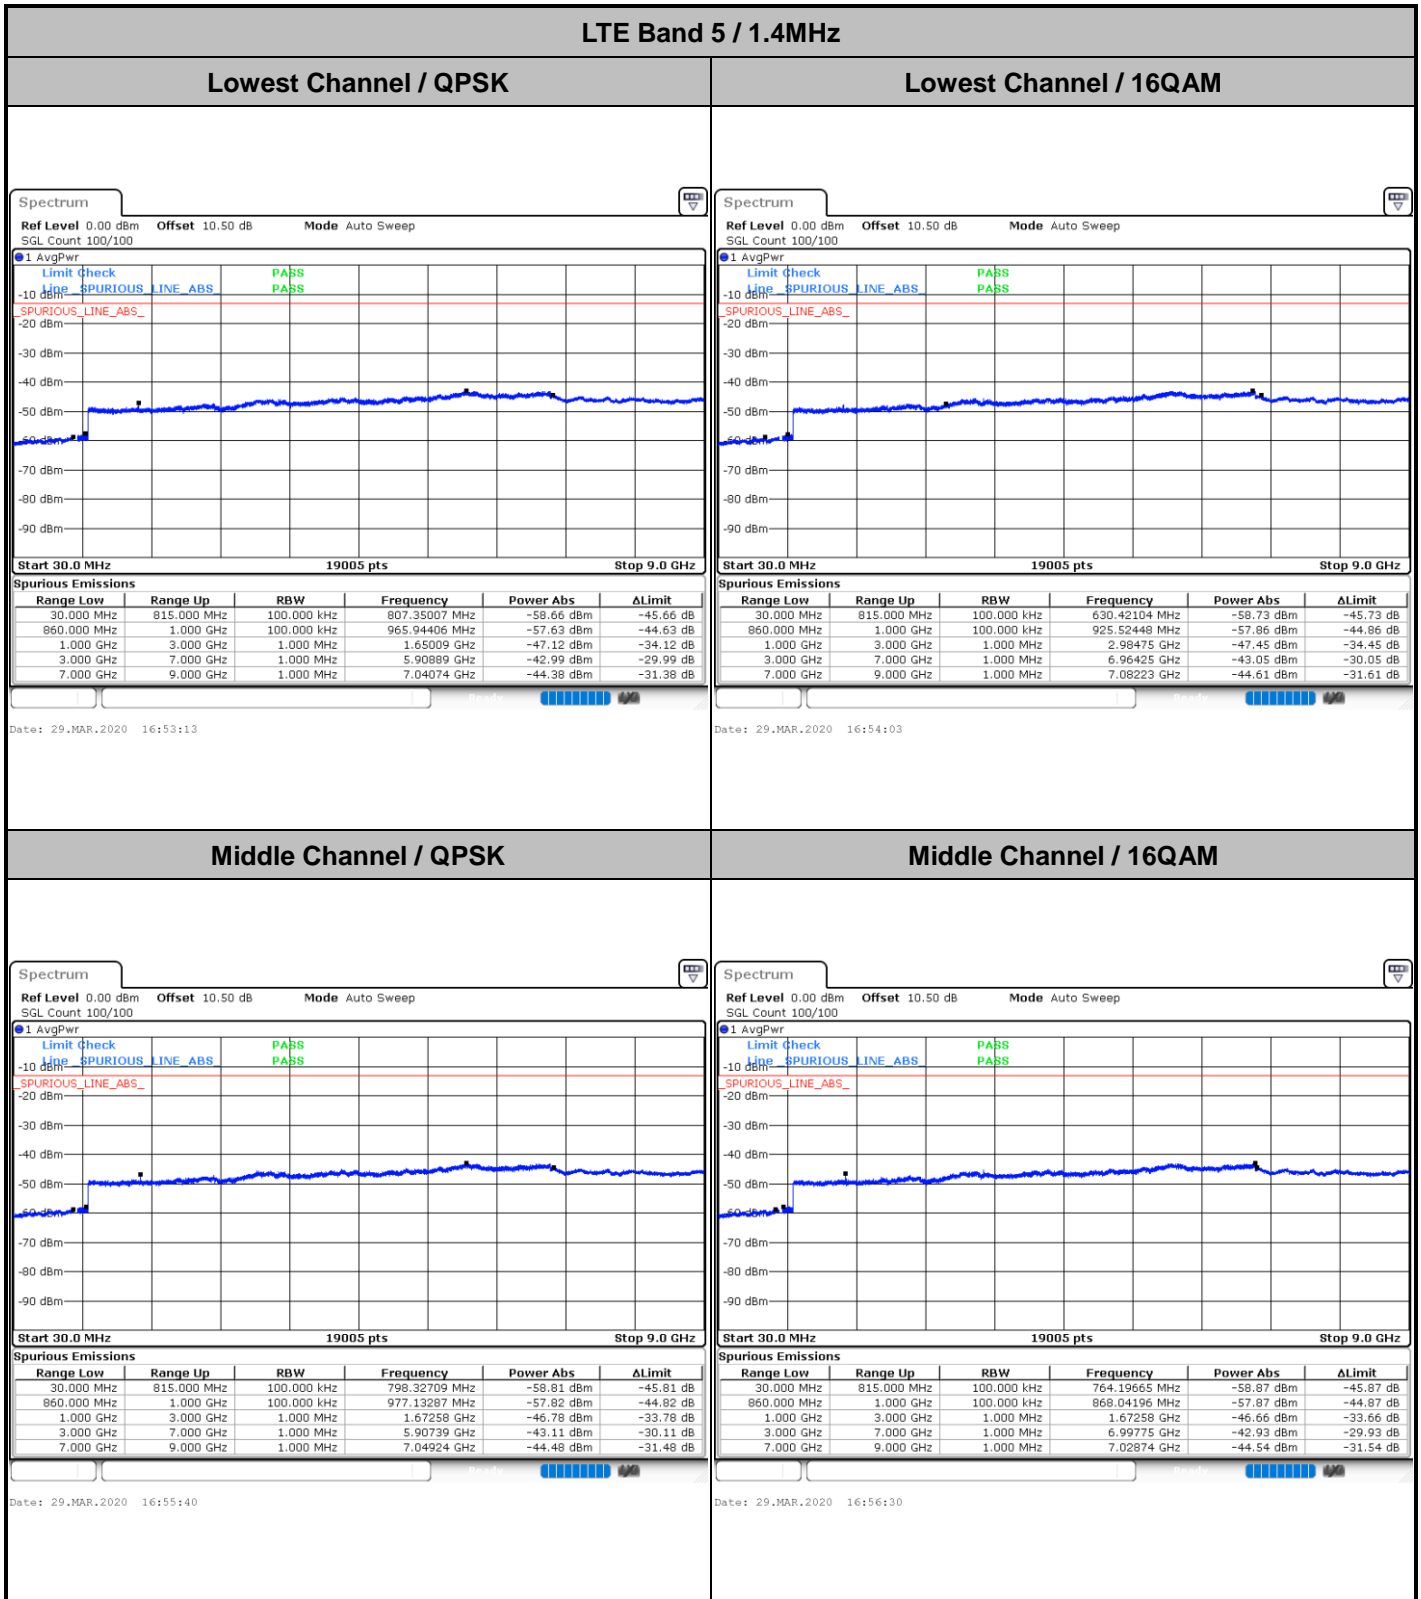 LTE Band 5 / 1.4MHz
Lowest Channel / QPSK
Lowest Channel / 16QAM
Spectrum
Ref Level 0.00 dBm Offset 10.50 dB Mode Auto Sweep
SGL Count 100/100
1 AvgPwr
Limit Check PASS
Line _SPURIOUS_LINE_ABS_ PASS
-10 dBm
_SPURIOUS_LINE_ABS_
-20 dBm
-30 dBm
-40 dBm
-50 dBm
-60 dBm
-70 dBm
-80 dBm
-90 dBm
Start 30.0 MHz 19005 pts Stop 9.0 GHz
Spurious Emissions
Range Low Range Up RBW Frequency Power Abs ΔLimit
30.000 MHz 815.000 MHz 100.000 kHz 807.35007 MHz -58.66 dBm -45.66 dB
860.000 MHz 1.000 GHz 100.000 kHz 965.94406 MHz -57.63 dBm -44.63 dB
1.000 GHz 3.000 GHz 1.000 MHz 1.65009 GHz -47.12 dBm -34.12 dB
3.000 GHz 7.000 GHz 1.000 MHz 5.90889 GHz -42.99 dBm -29.99 dB
7.000 GHz 9.000 GHz 1.000 MHz 7.04074 GHz -44.38 dBm -31.38 dB
Ready
Date: 29.MAR.2020 16:53:13
Spectrum
Ref Level 0.00 dBm Offset 10.50 dB Mode Auto Sweep
SGL Count 100/100
1 AvgPwr
Limit Check PASS
Line _SPURIOUS_LINE_ABS_ PASS
-10 dBm
_SPURIOUS_LINE_ABS_
-20 dBm
-30 dBm
-40 dBm
-50 dBm
-60 dBm
-70 dBm
-80 dBm
-90 dBm
Start 30.0 MHz 19005 pts Stop 9.0 GHz
Spurious Emissions
Range Low Range Up RBW Frequency Power Abs ΔLimit
30.000 MHz 815.000 MHz 100.000 kHz 630.42104 MHz -58.73 dBm -45.73 dB
860.000 MHz 1.000 GHz 100.000 kHz 925.52448 MHz -57.86 dBm -44.86 dB
1.000 GHz 3.000 GHz 1.000 MHz 2.98475 GHz -47.45 dBm -34.45 dB
3.000 GHz 7.000 GHz 1.000 MHz 6.96425 GHz -43.05 dBm -30.05 dB
7.000 GHz 9.000 GHz 1.000 MHz 7.08223 GHz -44.61 dBm -31.61 dB
Ready
Date: 29.MAR.2020 16:54:03
Middle Channel / QPSK
Middle Channel / 16QAM
Spectrum
Ref Level 0.00 dBm Offset 10.50 dB Mode Auto Sweep
SGL Count 100/100
1 AvgPwr
Limit Check PASS
Line _SPURIOUS_LINE_ABS_ PASS
-10 dBm
_SPURIOUS_LINE_ABS_
-20 dBm
-30 dBm
-40 dBm
-50 dBm
-60 dBm
-70 dBm
-80 dBm
-90 dBm
Start 30.0 MHz 19005 pts Stop 9.0 GHz
Spurious Emissions
Range Low Range Up RBW Frequency Power Abs ΔLimit
30.000 MHz 815.000 MHz 100.000 kHz 798.32709 MHz -58.81 dBm -45.81 dB
860.000 MHz 1.000 GHz 100.000 kHz 977.13287 MHz -57.82 dBm -44.82 dB
1.000 GHz 3.000 GHz 1.000 MHz 1.67258 GHz -46.78 dBm -33.78 dB
3.000 GHz 7.000 GHz 1.000 MHz 5.90739 GHz -43.11 dBm -30.11 dB
7.000 GHz 9.000 GHz 1.000 MHz 7.04924 GHz -44.48 dBm -31.48 dB
Ready
Date: 29.MAR.2020 16:55:40
Spectrum
Ref Level 0.00 dBm Offset 10.50 dB Mode Auto Sweep
SGL Count 100/100
1 AvgPwr
Limit Check PASS
Line _SPURIOUS_LINE_ABS_ PASS
-10 dBm
_SPURIOUS_LINE_ABS_
-20 dBm
-30 dBm
-40 dBm
-50 dBm
-60 dBm
-70 dBm
-80 dBm
-90 dBm
Start 30.0 MHz 19005 pts Stop 9.0 GHz
Spurious Emissions
Range Low Range Up RBW Frequency Power Abs ΔLimit
30.000 MHz 815.000 MHz 100.000 kHz 764.19665 MHz -58.87 dBm -45.87 dB
860.000 MHz 1.000 GHz 100.000 kHz 868.04196 MHz -57.87 dBm -44.87 dB
1.000 GHz 3.000 GHz 1.000 MHz 1.67258 GHz -46.66 dBm -33.66 dB
3.000 GHz 7.000 GHz 1.000 MHz 6.99775 GHz -42.93 dBm -29.93 dB
7.000 GHz 9.000 GHz 1.000 MHz 7.02874 GHz -44.54 dBm -31.54 dB
Ready
Date: 29.MAR.2020 16:56:30